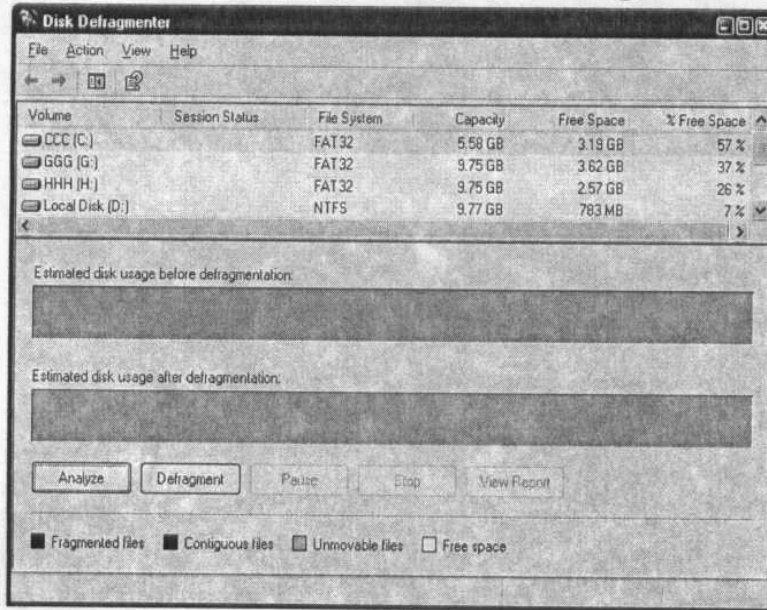 Disk Defragmenter
File Action View Help
Volume Session Status File System Capacity Free Space % Free Space
CCC (C:) FAT32 5.58 GB 3.19 GB 57 %
GGG (G:) FAT32 9.75 GB 3.62 GB 37 %
HHH (H:) FAT32 9.75 GB 2.57 GB 26 %
Local Disk (D:) NTFS 9.77 GB 783 MB 7 %
Estimated disk usage before defragmentation:
Estimated disk usage after defragmentation:
Analyze Defragment Pause Stop View Report
Fragmented files Contiguous files Unmovable files Free space